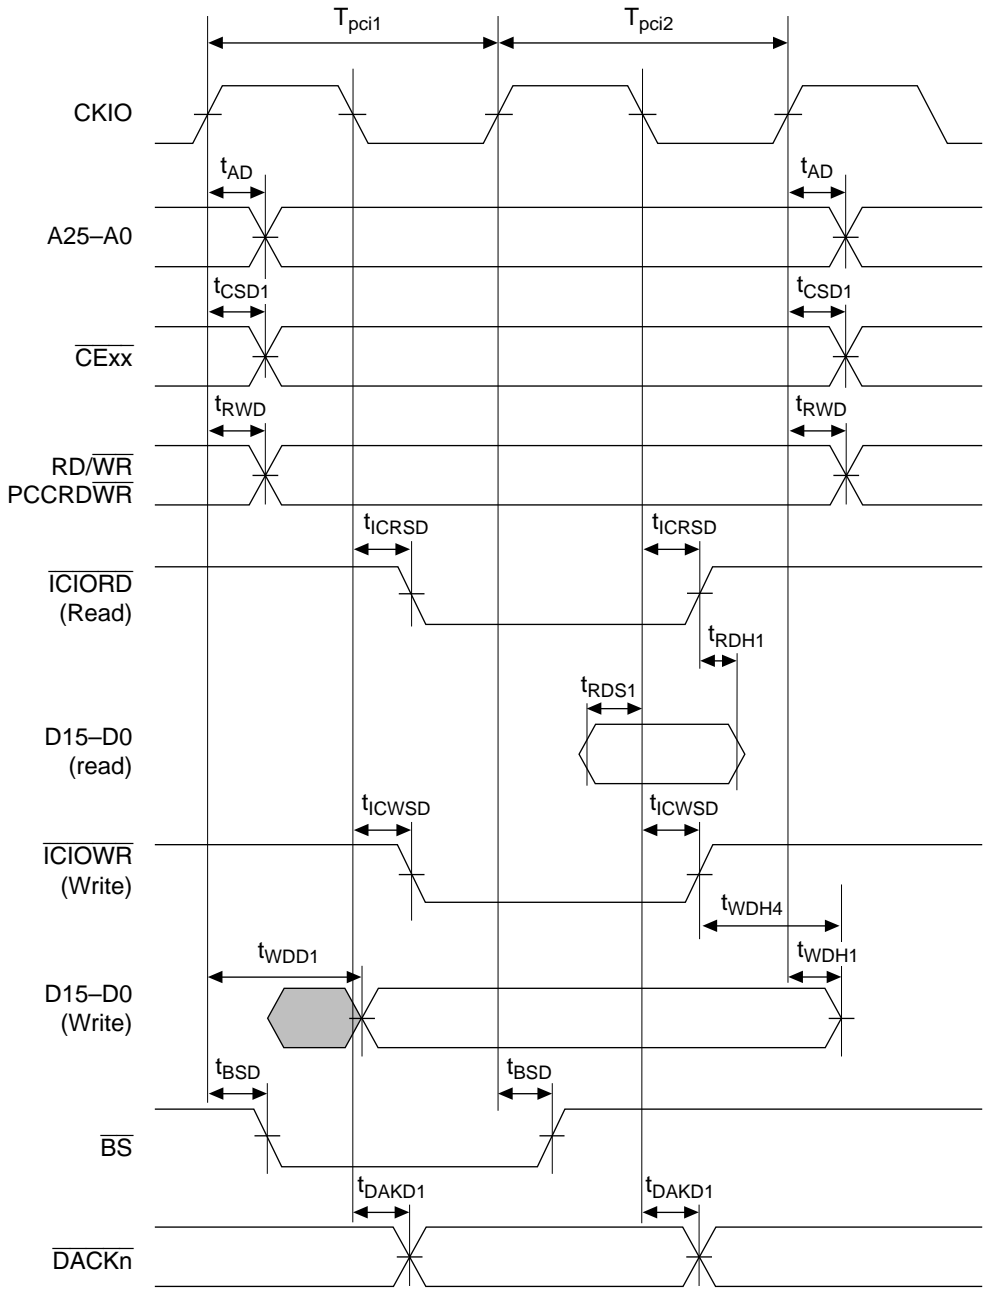 Tpci1 Tpci2
CKIO
tAD tAD
A25–A0
tCSD1 tCSD1
CExx
tRWD tRWD
RD/WR
PCCRDWR
tICRSD tICRSD
ICIORD
(Read)
tRDH1
tRDS1
D15–D0
(read)
tICWSD tICWSD
ICIOWR
(Write)
tWDH4
tWDD1 tWDH1
D15–D0
(Write)
tBSD tBSD
BS
tDAKD1 tDAKD1
DACKn